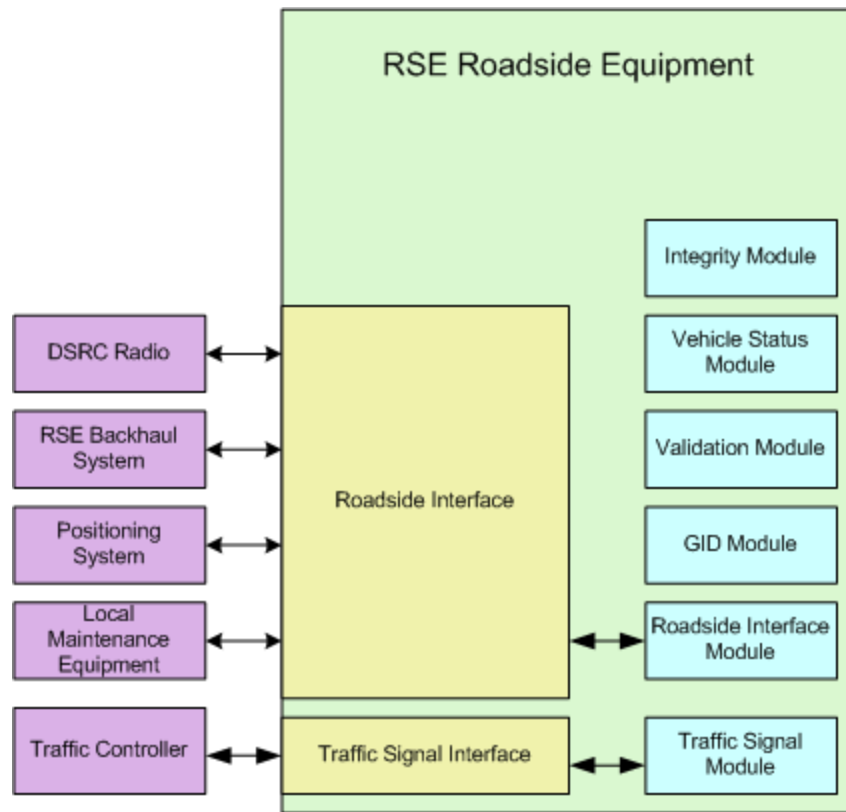 RSE Roadside Equipment
Integrity Module
DSRC Radio
Vehicle Status
Module
RSE Backhaul
System
Validation Module
Roadside Interface
Positioning
System
GID Module
Local
Maintenance
Equipment
Roadside Interface
Module
Traffic Controller
Traffic Signal Interface
Traffic Signal
Module